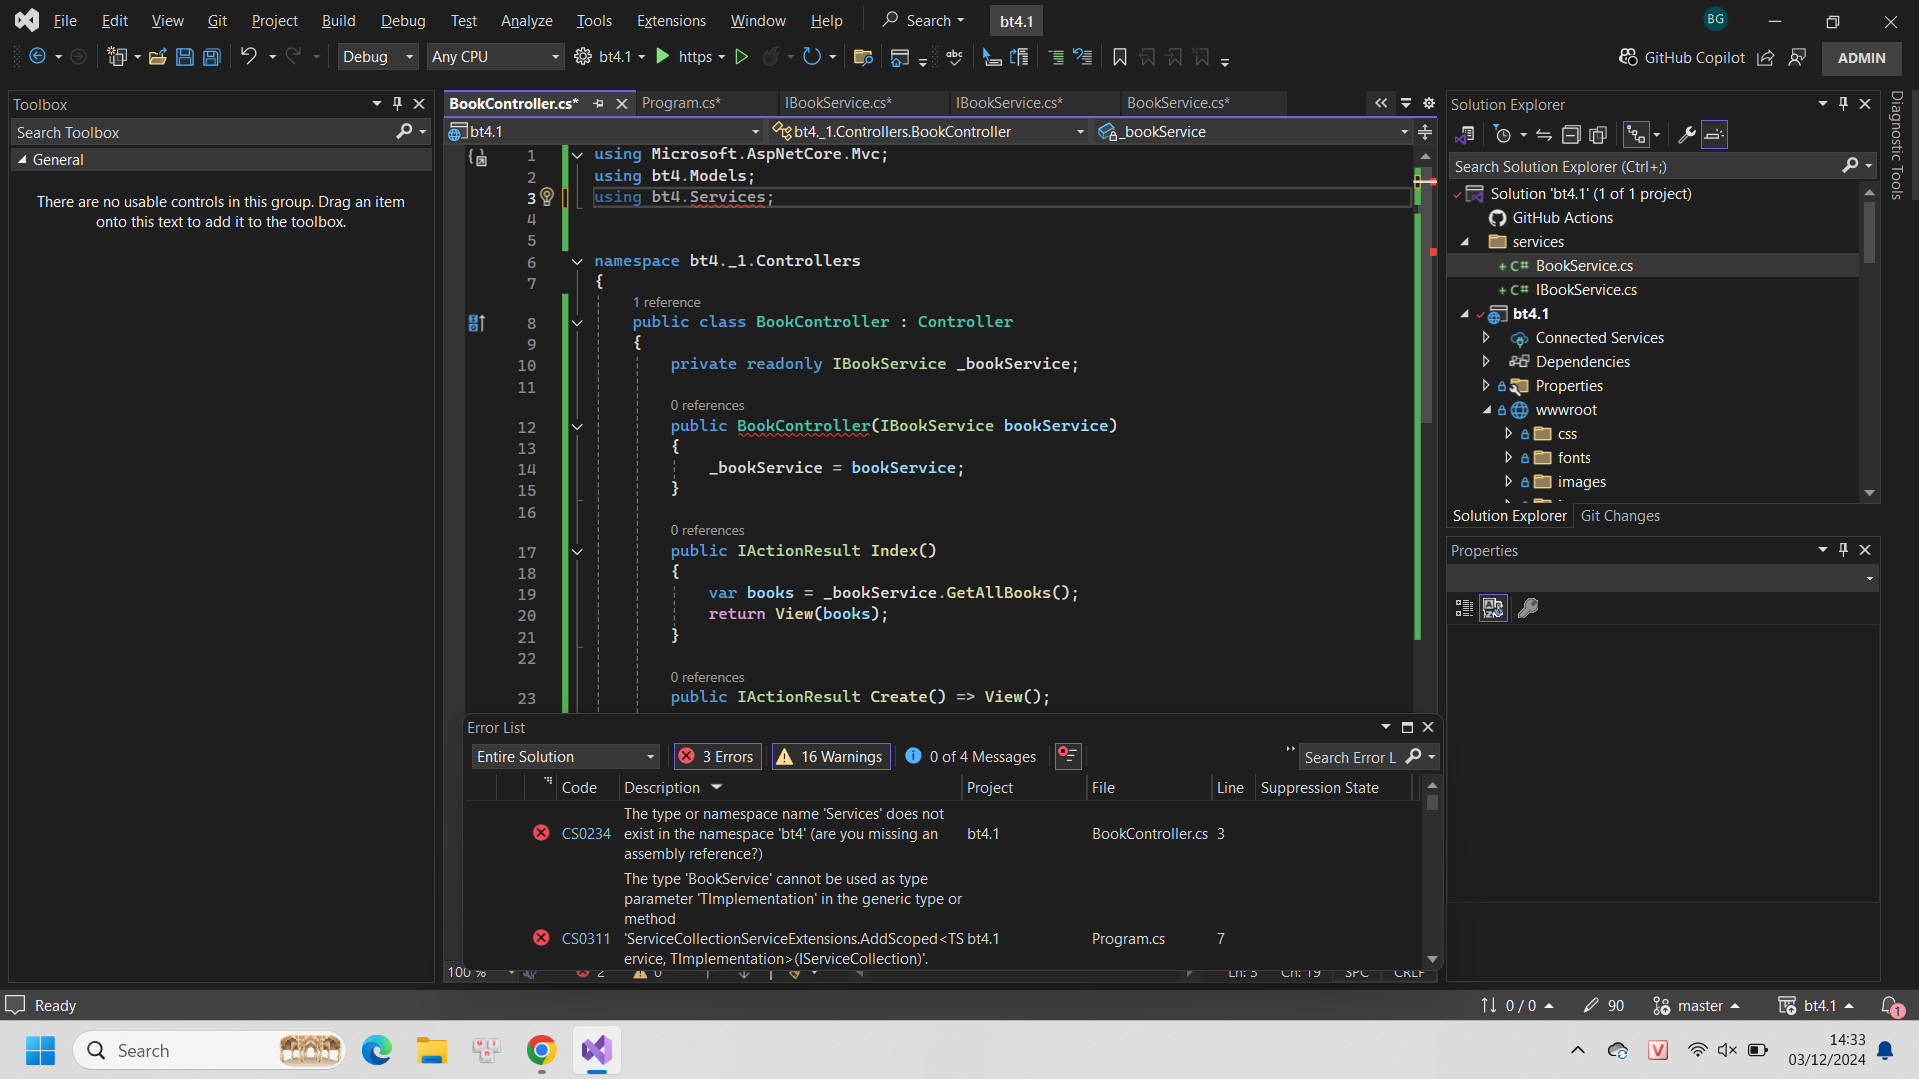 File Edit View Git Project Build Debug Test Analyze Tools Extensions Window Help Search bt4.1 BG
Debug Any CPU bt4.1 https GitHub Copilot ADMIN
Toolbox
Search Toolbox
General
There are no usable controls in this group. Drag an item
onto this text to add it to the toolbox.
BookController.cs* Program.cs* IBookService.cs* IBookService.cs* BookService.cs*
bt4.1 bt4._1.Controllers.BookController _bookService
1 using Microsoft.AspNetCore.Mvc;
2 using bt4.Models;
3 using bt4.Services;
4
5
6 namespace bt4._1.Controllers
7 {
1 reference
8 public class BookController : Controller
9 {
10 private readonly IBookService _bookService;
11
0 references
12 public BookController(IBookService bookService)
13 {
14 _bookService = bookService;
15 }
16
0 references
17 public IActionResult Index()
18 {
19 var books = _bookService.GetAllBooks();
20 return View(books);
21 }
22
0 references
23 public IActionResult Create() => View();
Error List
Entire Solution 3 Errors 16 Warnings 0 of 4 Messages Search Error L
Code Description Project File Line Suppression State
CS0234 The type or namespace name 'Services' does not
exist in the namespace 'bt4' (are you missing an
assembly reference?) bt4.1 BookController.cs 3
CS0311 The type 'BookService' cannot be used as type
parameter 'TImplementation' in the generic type or
method
'ServiceCollectionServiceExtensions.AddScoped<TS
ervice, TImplementation>(IServiceCollection)'. bt4.1 Program.cs 7
100 % 2 0 Ln: 3 Ch: 19 SPC CRLF
Solution Explorer
Search Solution Explorer (Ctrl+;)
Solution 'bt4.1' (1 of 1 project)
GitHub Actions
services
+ C# BookService.cs
+ C# IBookService.cs
bt4.1
Connected Services
Dependencies
Properties
wwwroot
css
fonts
images
Solution Explorer Git Changes
Properties
Diagnostic Tools
Ready 0 / 0 90 master bt4.1 1
Search
14:33
03/12/2024